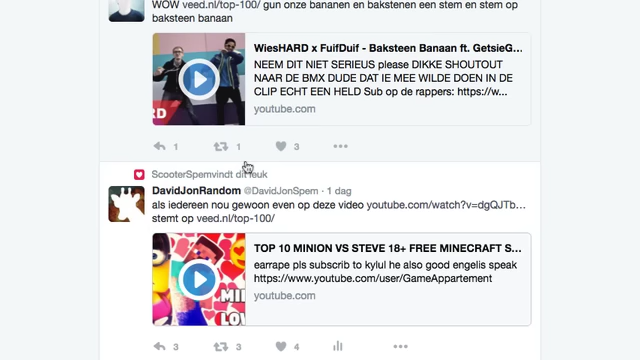 WOW veed.nl/top-100/ gun onze bananen en bakstenen een stem en stem op
baksteen banaan
WiesHARD x FuifDuif - Baksteen Banaan ft. GetsieG...
NEEM DIT NIET SERIEUS please DIKKE SHOUTOUT
NAAR DE BMX DUDE DAT IE MEE WILDE DOEN IN DE
CLIP ECHT EEN HELD Sub op de rappers: https://w...
youtube.com
RD
1 1 3
ScooterSpemvindt dit leuk
DavidJonRandom @DavidJonSpem · 1 dag
als iedereen nou gewoon even op deze video youtube.com/watch?v=dgQJTb...
stemt op veed.nl/top-100/
TOP 10 MINION VS STEVE 18+ FREE MINECRAFT S...
earrape pls subscrib to kylul he also good engelis speak
https://www.youtube.com/user/GameAppartement
youtube.com
MI
LO
3 3 4